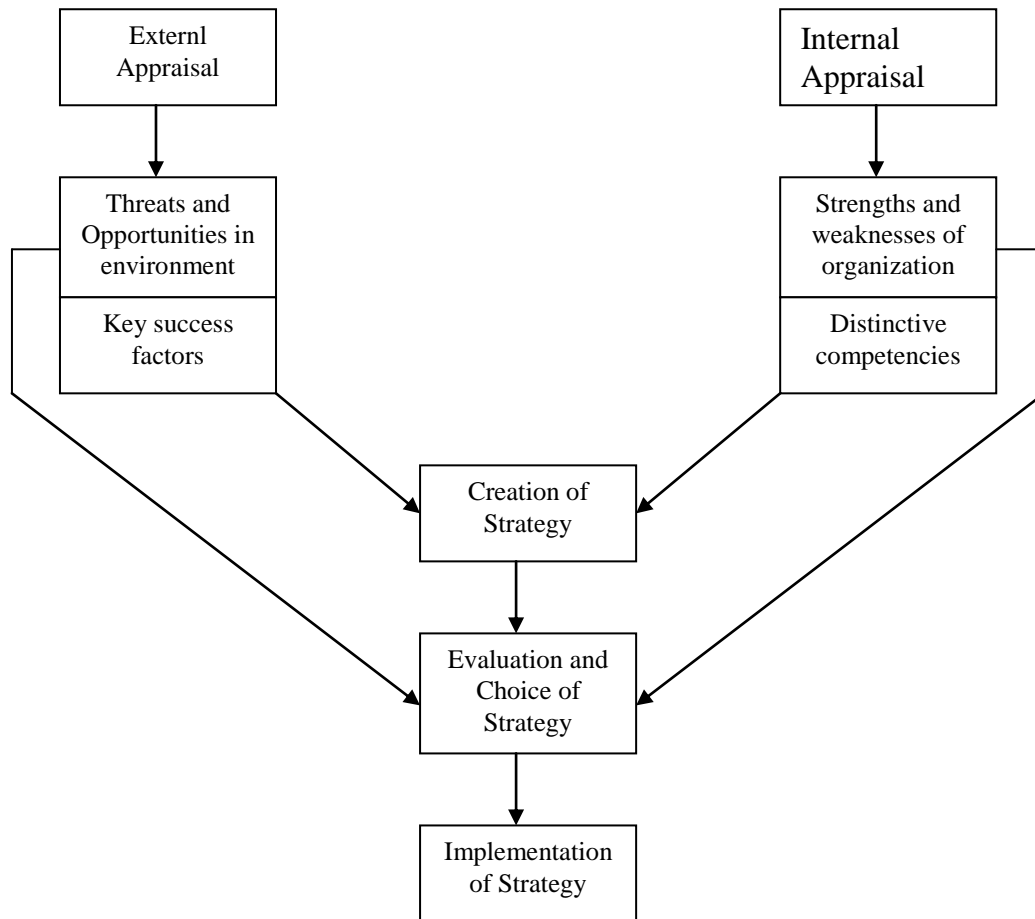 Externl
Appraisal
Internal
Appraisal
Threats and
Opportunities in
environment
Strengths and
weaknesses of
organization
Key success
factors
Distinctive
competencies
Creation of
Strategy
Evaluation and
Choice of
Strategy
Implementation
of Strategy